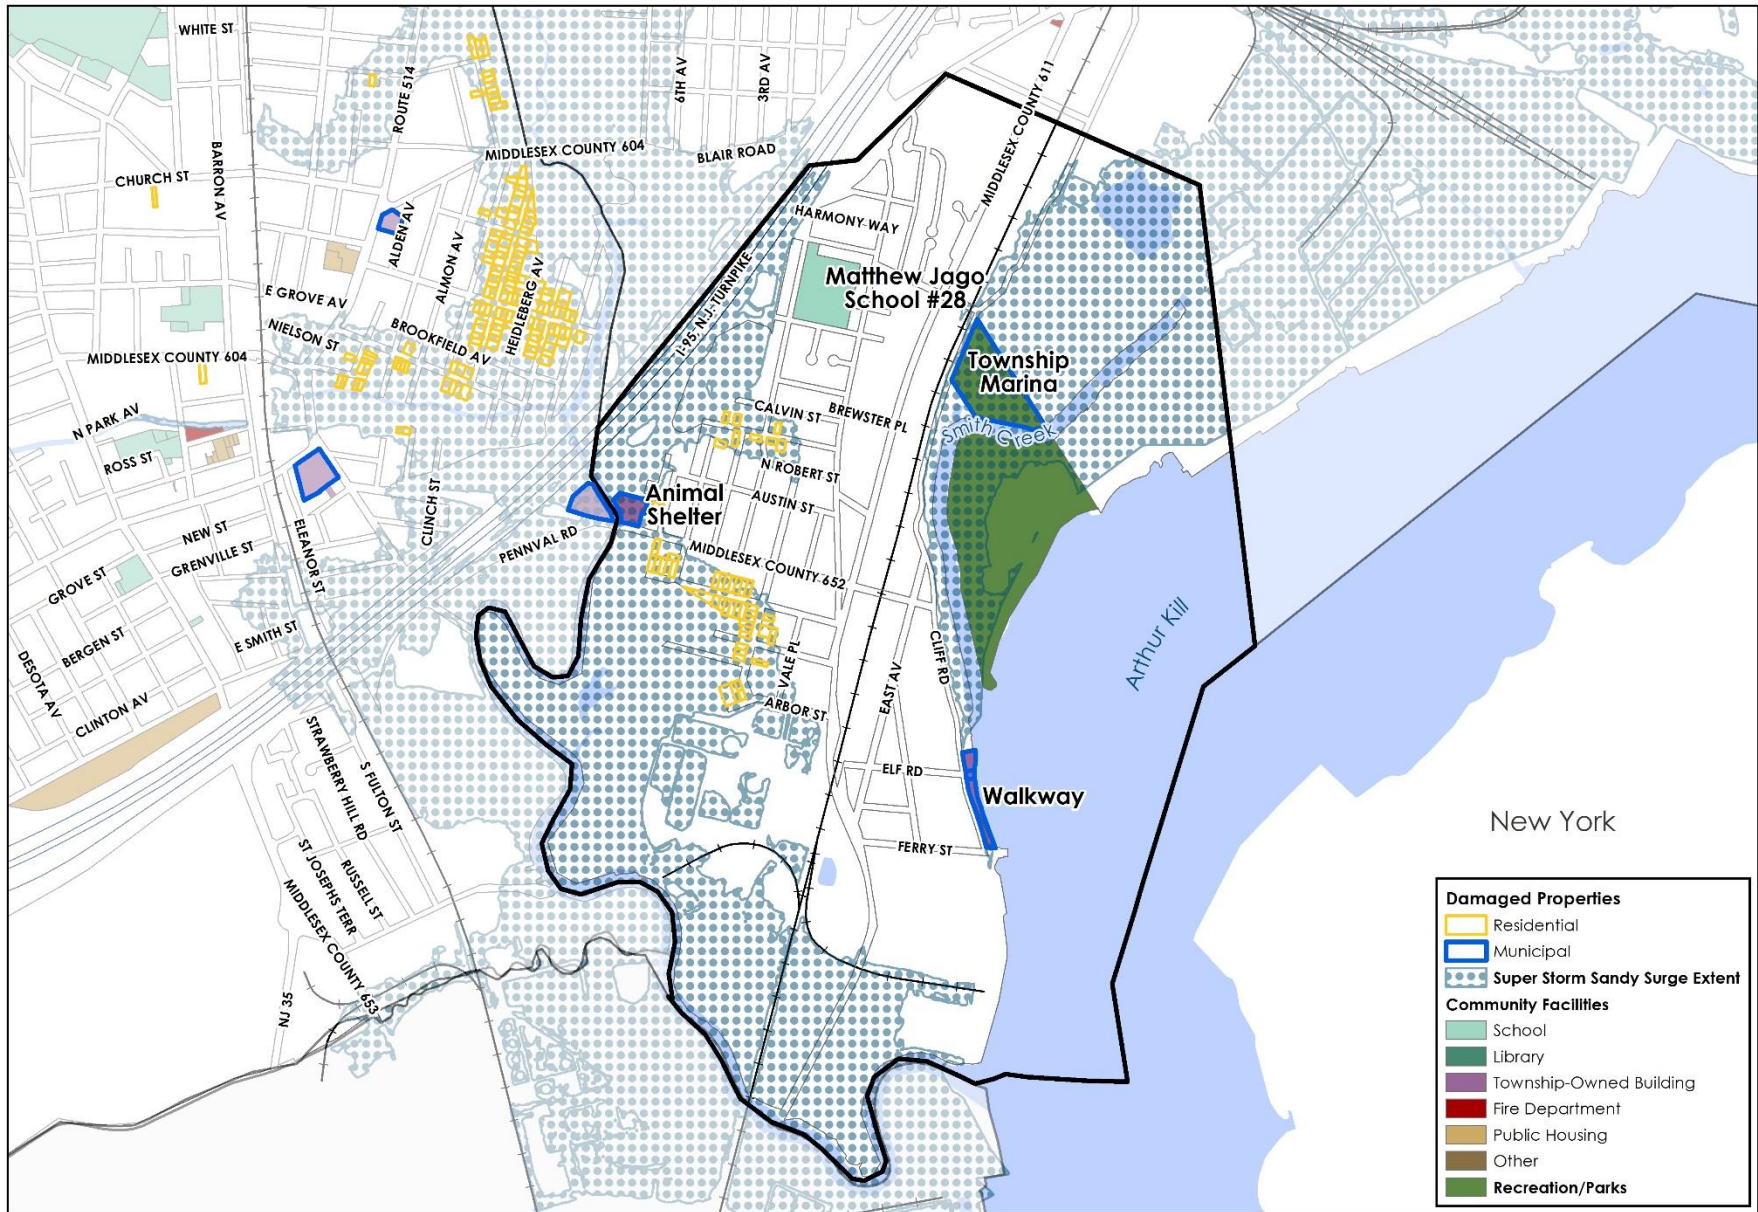 WHITE ST
ROUTE 514
6TH AV
3RD AV
MIDDLESEX COUNTY 611
MIDDLESEX COUNTY 604
BLAIR ROAD
BARRON AV
CHURCH ST
ALDEN AV
ALMON AV
HEIDLEBERG AV
HARMONY WAY
I-95, N.J. TURNPIKE
Matthew Jago
School #28
E GROVE AV
NIELSON ST
BROOKFIELD AV
MIDDLESEX COUNTY 604
Township
Marina
N PARK AV
CALVIN ST
BREWSTER PL
Smith Creek
ROSS ST
N ROBERT ST
AUSTIN ST
Animal
Shelter
CLINCH ST
NEW ST
GRENVILLE ST
ELEANOR ST
PENNVAL RD
MIDDLESEX COUNTY 652
GROVE ST
BERGEN ST
E SMITH ST
DESOTA AV
CLINTON AV
VALE PL
ARBOR ST
EAST AV
CLIFF RD
Arthur Kill
STRAWBERRY HILL RD
S FULTON ST
ELF RD
Walkway
FERRY ST
New York
ST JOSEPHS TERR
RUSSELL ST
MIDDLESEX COUNTY 653
NJ 35
Damaged Properties
Residential
Municipal
Super Storm Sandy Surge Extent
Community Facilities
School
Library
Township-Owned Building
Fire Department
Public Housing
Other
Recreation/Parks